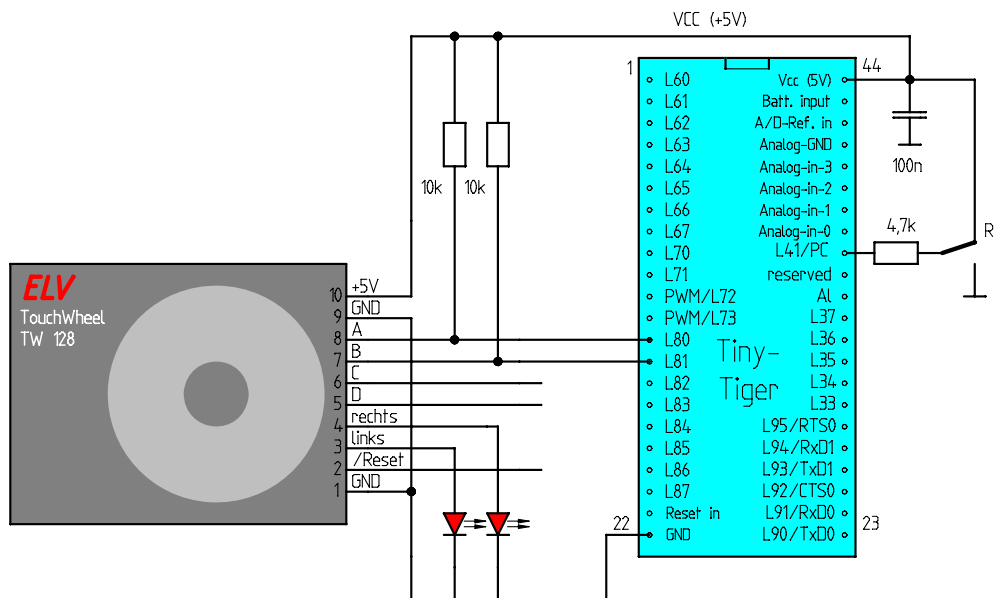 VCC (+5V)
10k
10k
ELV
TouchWheel
TW 128
10 +5V
9 GND
8 A
7 B
6 C
5 D
4 rechts
3 links
2 /Reset
1 GND
1
44
22
23
L60
L61
L62
L63
L64
L65
L66
L67
L70
L71
PWM/L72
PWM/L73
L80
L81
L82
L83
L84
L85
L86
L87
Reset in
GND
Tiny-
Tiger
Vcc (5V)
Batt. input
A/D-Ref. in
Analog-GND
Analog-in-3
Analog-in-2
Analog-in-1
Analog-in-0
L41/PC
reserved
Al
L37
L36
L35
L34
L33
L95/RTS0
L94/RxD1
L93/TxD1
L92/CTS0
L91/RxD0
L90/TxD0
100n
4,7k
R